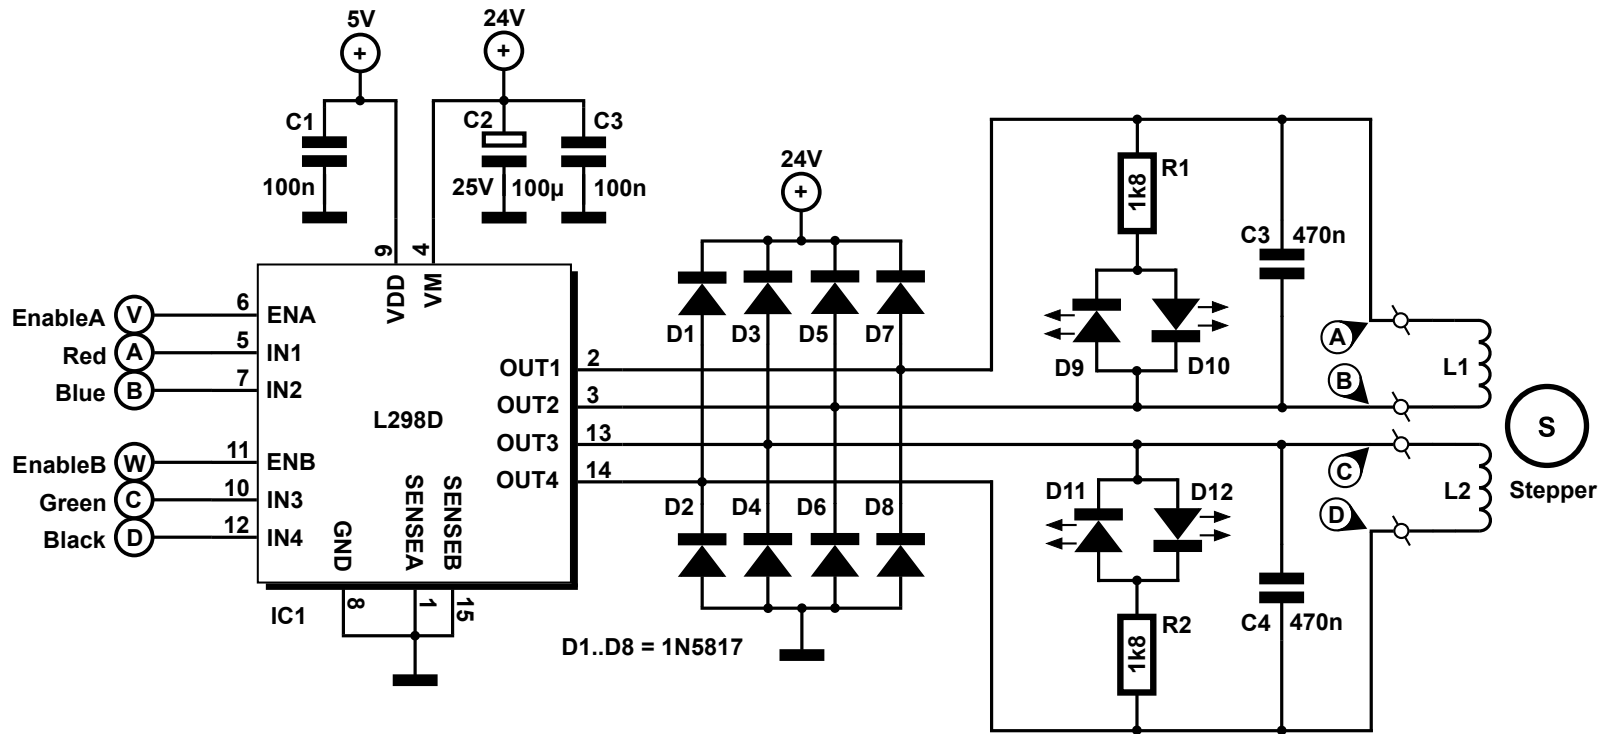 5V
24V
+
+
C1
C2
C3
100n
25V
100µ
100n
24V
+
9
4
VDD
VM
EnableA
V
6
ENA
Red
A
5
IN1
Blue
B
7
IN2
EnableB
W
11
ENB
Green
C
10
IN3
Black
D
12
IN4
L298D
OUT1
2
OUT2
3
OUT3
13
OUT4
14
GND
SENSEA
SENSEB
8
1
15
IC1
D1
D3
D5
D7
D2
D4
D6
D8
D1..D8 = 1N5817
R1
1k8
C3
470n
D9
D10
A
B
L1
D11
D12
C
D
L2
S
Stepper
R2
1k8
C4
470n